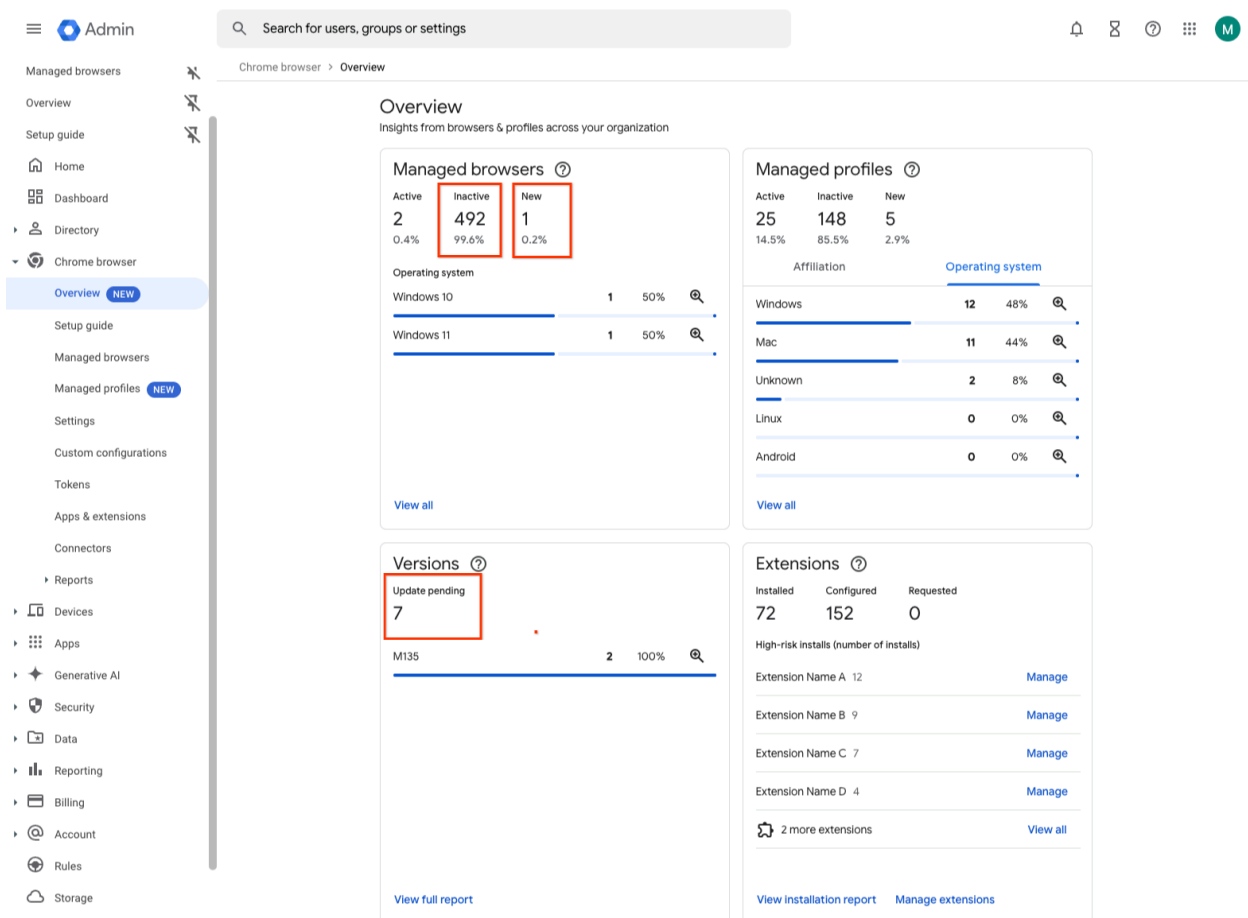 Admin
Search for users, groups or settings
M
Managed browsers
Overview
Setup guide
Home
Dashboard
Directory
Chrome browser
Overview NEW
Setup guide
Managed browsers
Managed profiles NEW
Settings
Custom configurations
Tokens
Apps & extensions
Connectors
Reports
Devices
Apps
Generative AI
Security
Data
Reporting
Billing
Account
Rules
Storage
Chrome browser > Overview
Overview
Insights from browsers & profiles across your organization
Managed browsers
Active Inactive New
2 492 1
0.4% 99.6% 0.2%
Operating system
Windows 10 1 50%
Windows 11 1 50%
View all
Managed profiles
Active Inactive New
25 148 5
14.5% 85.5% 2.9%
Affiliation Operating system
Windows 12 48%
Mac 11 44%
Unknown 2 8%
Linux 0 0%
Android 0 0%
View all
Versions
Update pending
7
M135 2 100%
View full report
Extensions
Installed Configured Requested
72 152 0
High-risk installs (number of installs)
Extension Name A 12 Manage
Extension Name B 9 Manage
Extension Name C 7 Manage
Extension Name D 4 Manage
2 more extensions View all
View installation report Manage extensions